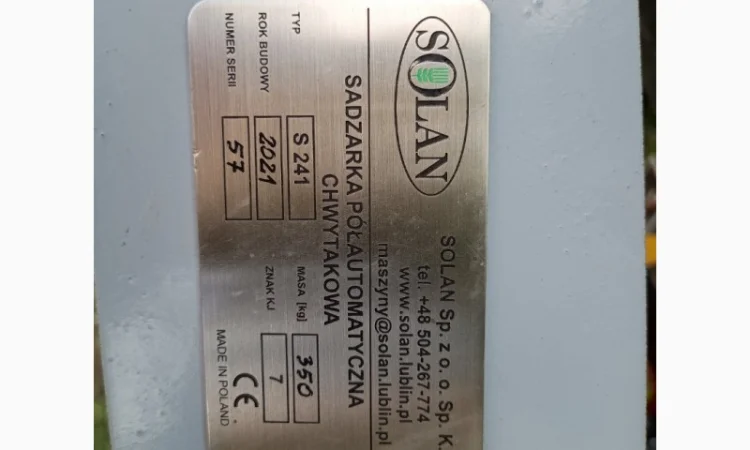 SOLAN
SOLAN Sp. z o. o. Sp. K.
tel. +48 504-267-774
www.solan.lublin.pl
maszyny@solan.lublin.pl
SADZARKA PÓŁAUTOMATYCZNA
CHWYTAKOWA
TYP S 241 MASA [kg] 350
ROK BUDOWY 2021 ZNAK KJ 7
NUMER SERII 57 CE
MADE IN POLAND